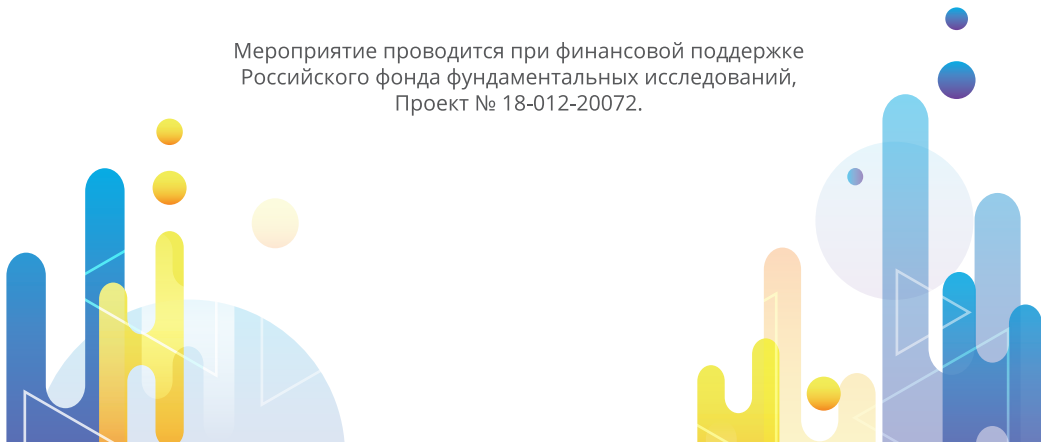 Мероприятие проводится при финансовой поддержке
Российского фонда фундаментальных исследований,
Проект № 18-012-20072.